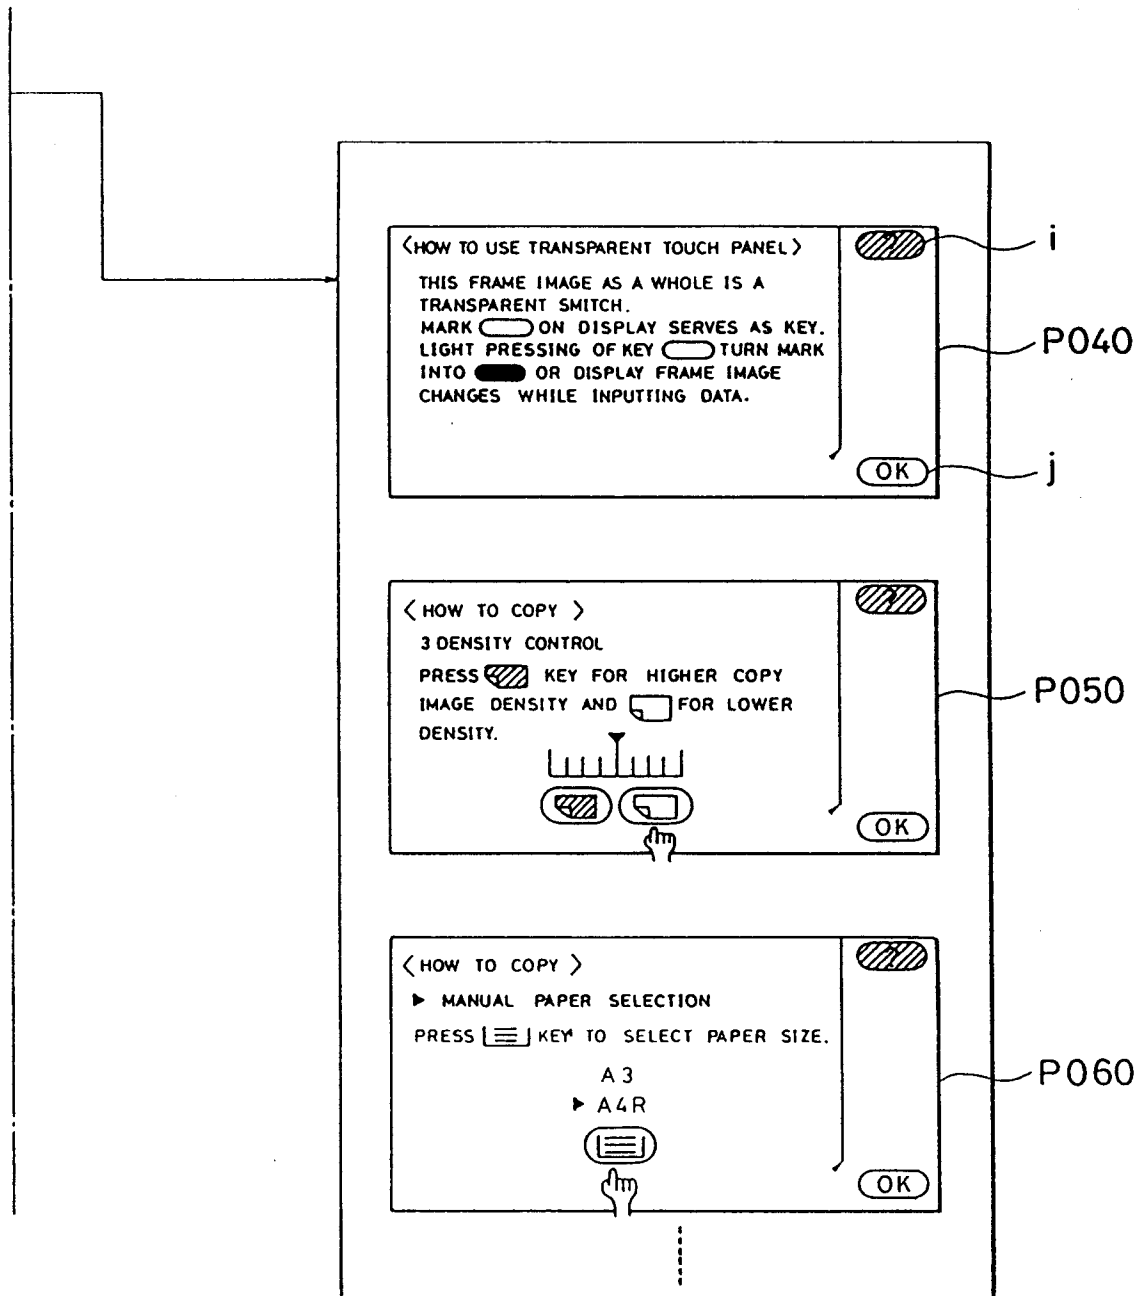 <HOW TO USE TRANSPARENT TOUCH PANEL>
?
i
THIS FRAME IMAGE AS A WHOLE IS A
TRANSPARENT SMITCH.
MARK ON DISPLAY SERVES AS KEY.
LIGHT PRESSING OF KEY TURN MARK
INTO OR DISPLAY FRAME IMAGE
CHANGES WHILE INPUTTING DATA.
P040
OK
j
<HOW TO COPY>
?
3 DENSITY CONTROL
PRESS KEY FOR HIGHER COPY
IMAGE DENSITY AND FOR LOWER
DENSITY.
P050
OK
<HOW TO COPY>
?
MANUAL PAPER SELECTION
PRESS KEY TO SELECT PAPER SIZE.
A3
A4R
P060
OK